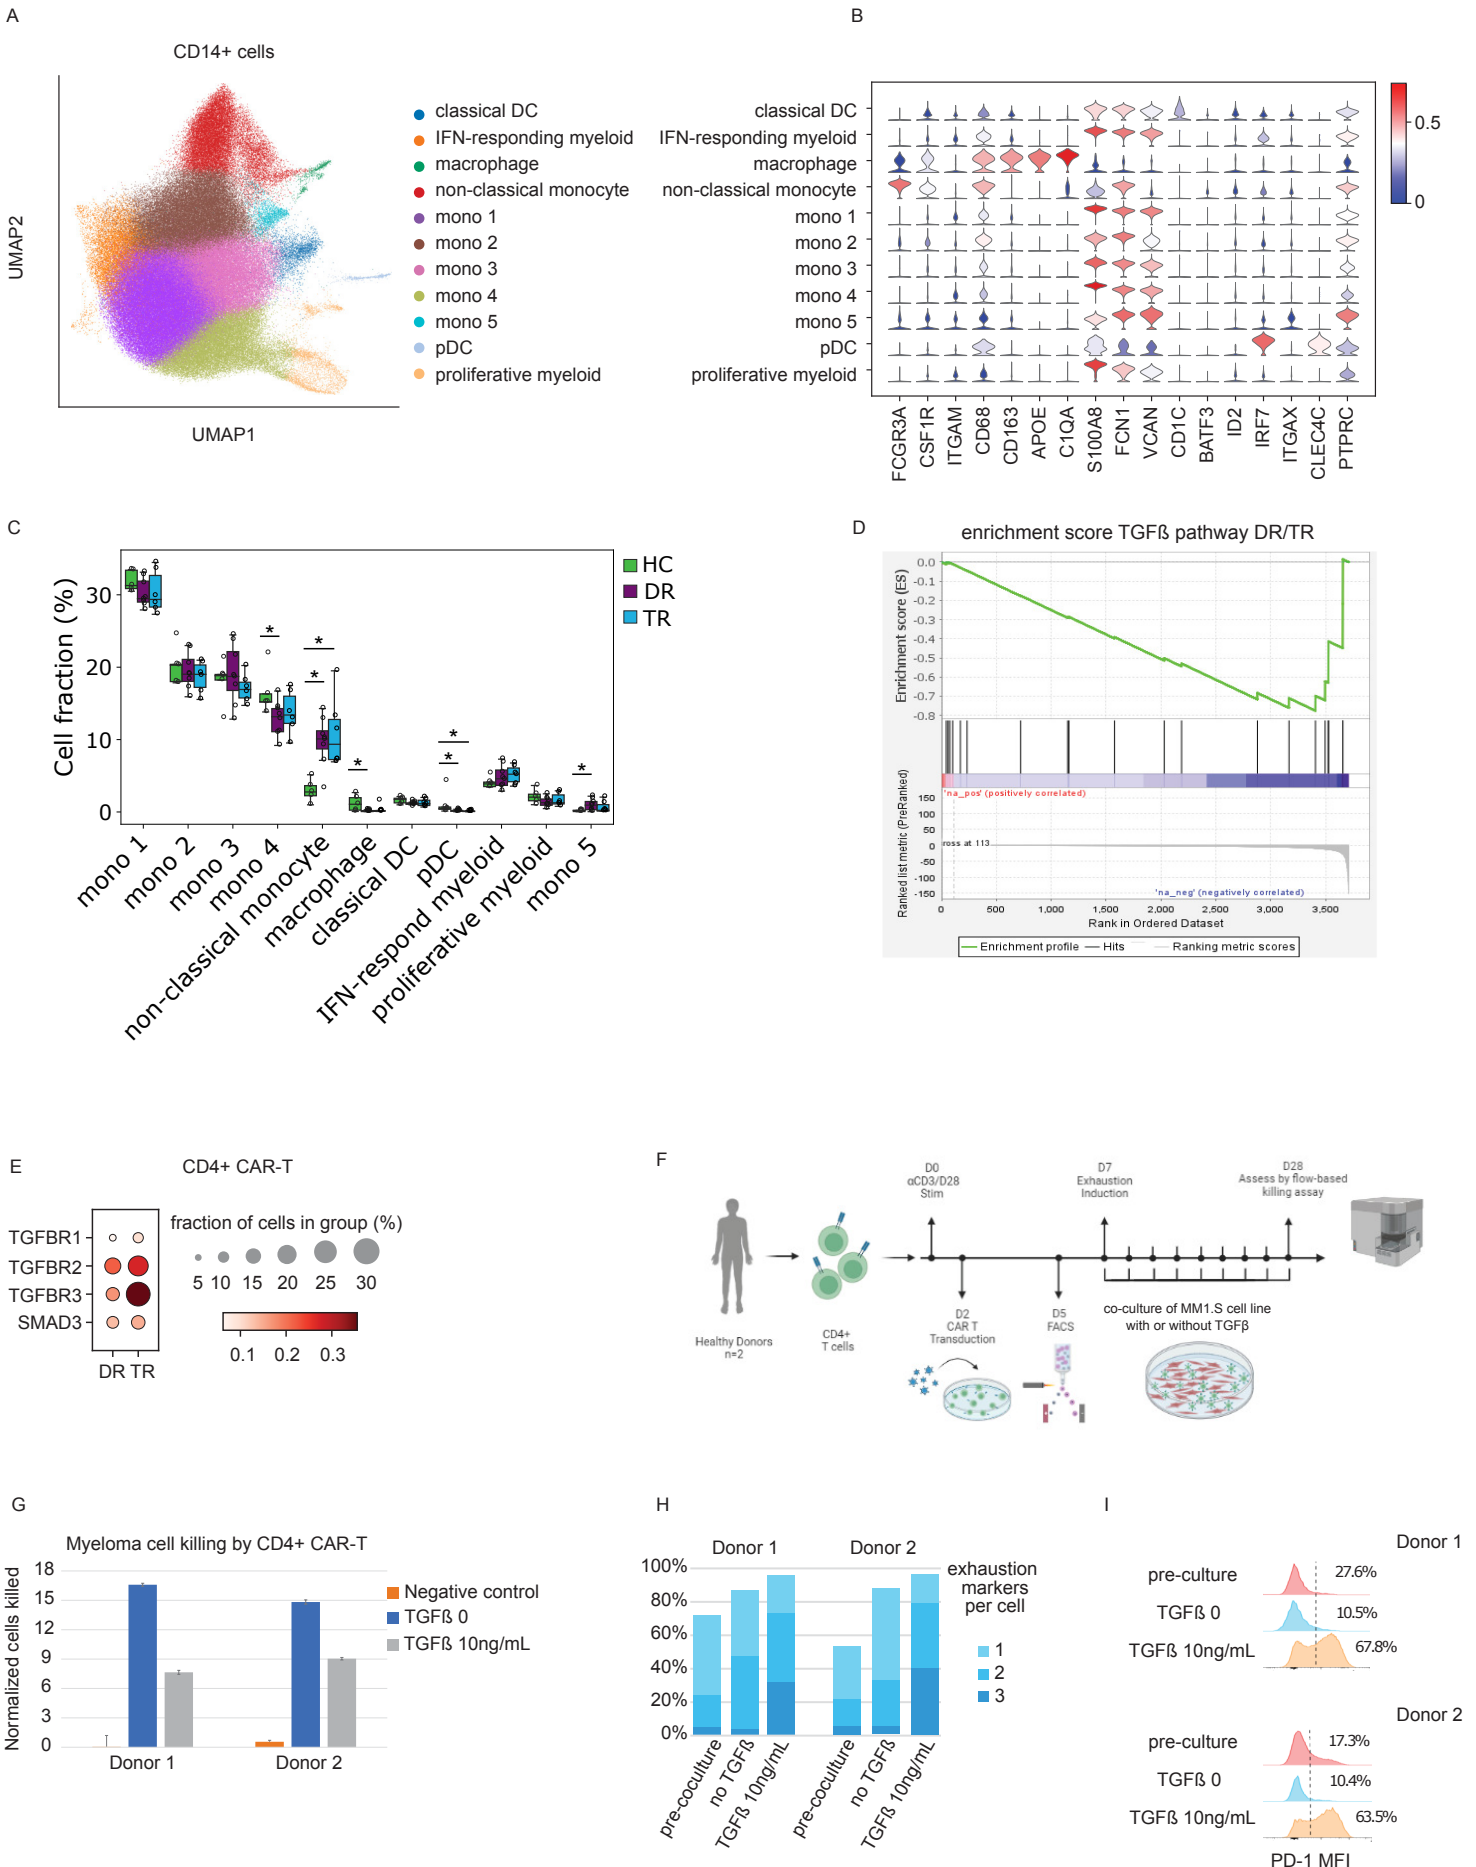 A
CD14+ cells
UMAP2
UMAP1
classical DC
IFN-responding myeloid
macrophage
non-classical monocyte
mono 1
mono 2
mono 3
mono 4
mono 5
pDC
proliferative myeloid
B
classical DC
IFN-responding myeloid
macrophage
non-classical monocyte
mono 1
mono 2
mono 3
mono 4
mono 5
pDC
proliferative myeloid
FCGR3A
CSF1R
ITGAM
CD68
CD163
APOE
C1QA
S100A8
FCN1
VCAN
CD1C
BATF3
ID2
IRF7
ITGAX
CLEC4C
PTPRC
0.5
0
C
Cell fraction (%)
30
20
10
0
* * * * * * *
mono 1
mono 2
mono 3
mono 4
non-classical monocyte
macrophage
classical DC
pDC
IFN-respond myeloid
proliferative myeloid
mono 5
HC
DR
TR
D
enrichment score TGFß pathway DR/TR
Enrichment score (ES)
0.0
-0.1
-0.2
-0.3
-0.4
-0.5
-0.6
-0.7
-0.8
'na_pos' (positively correlated)
Ranked list metric (PreRanked)
150
100
50
0
-50
-100
-150
ross at 113
'na_neg' (negatively correlated)
0 500 1,000 1,500 2,000 2,500 3,000 3,500
Rank in Ordered Dataset
Enrichment profile Hits Ranking metric scores
E
CD4+ CAR-T
TGFBR1
TGFBR2
TGFBR3
SMAD3
DR TR
fraction of cells in group (%)
5 10 15 20 25 30
0.1 0.2 0.3
F
Healthy Donors
n=2
CD4+
T cells
D0
αCD3/D28
Stim
D2
CAR T
Transduction
D5
FACS
D7
Exhaustion
Induction
D28
Assess by flow-based
killing assay
co-culture of MM1.S cell line
with or without TGFβ
G
Myeloma cell killing by CD4+ CAR-T
Normalized cells killed
18
15
12
9
6
3
0
Donor 1 Donor 2
Negative control
TGFß 0
TGFß 10ng/mL
H
Donor 1 Donor 2
100%
80%
60%
40%
20%
0%
pre-coculture
no TGFß
TGFß 10ng/mL
pre-coculture
no TGFß
TGFß 10ng/mL
exhaustion
markers
per cell
1
2
3
I
Donor 1
pre-culture 27.6%
TGFß 0 10.5%
TGFß 10ng/mL 67.8%
Donor 2
pre-culture 17.3%
TGFß 0 10.4%
TGFß 10ng/mL 63.5%
PD-1 MFI